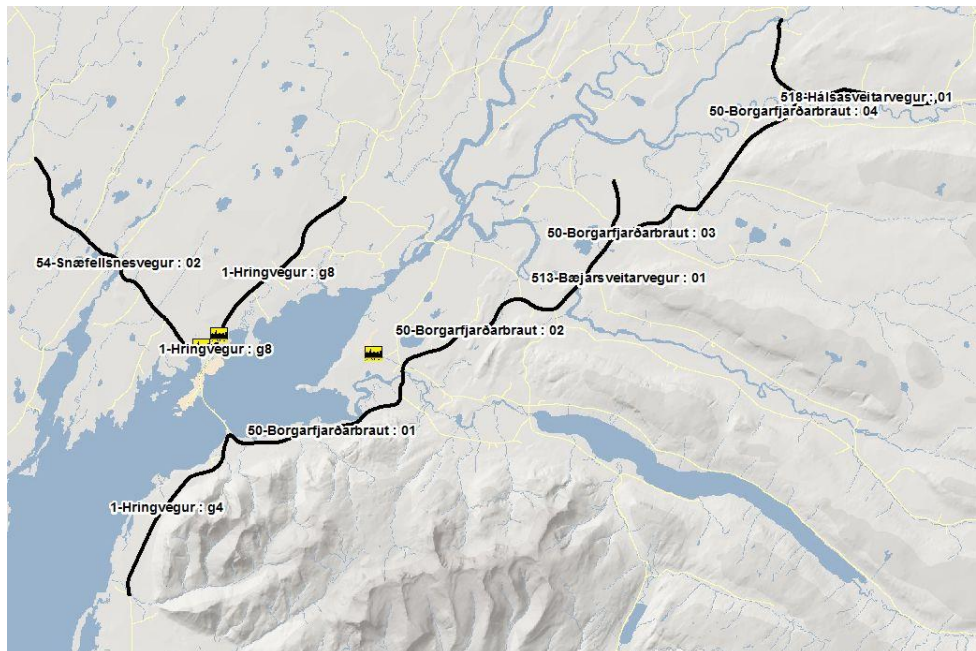 518-Hálsasveitarvegur : 01
50-Borgarfjarðarbraut : 04
50-Borgarfjarðarbraut : 03
54-Snæfellsnesvegur : 02
1-Hringvegur : g8
513-Bæjarsveitarvegur : 01
50-Borgarfjarðarbraut : 02
1-Hringvegur : g8
50-Borgarfjarðarbraut : 01
1-Hringvegur : g4